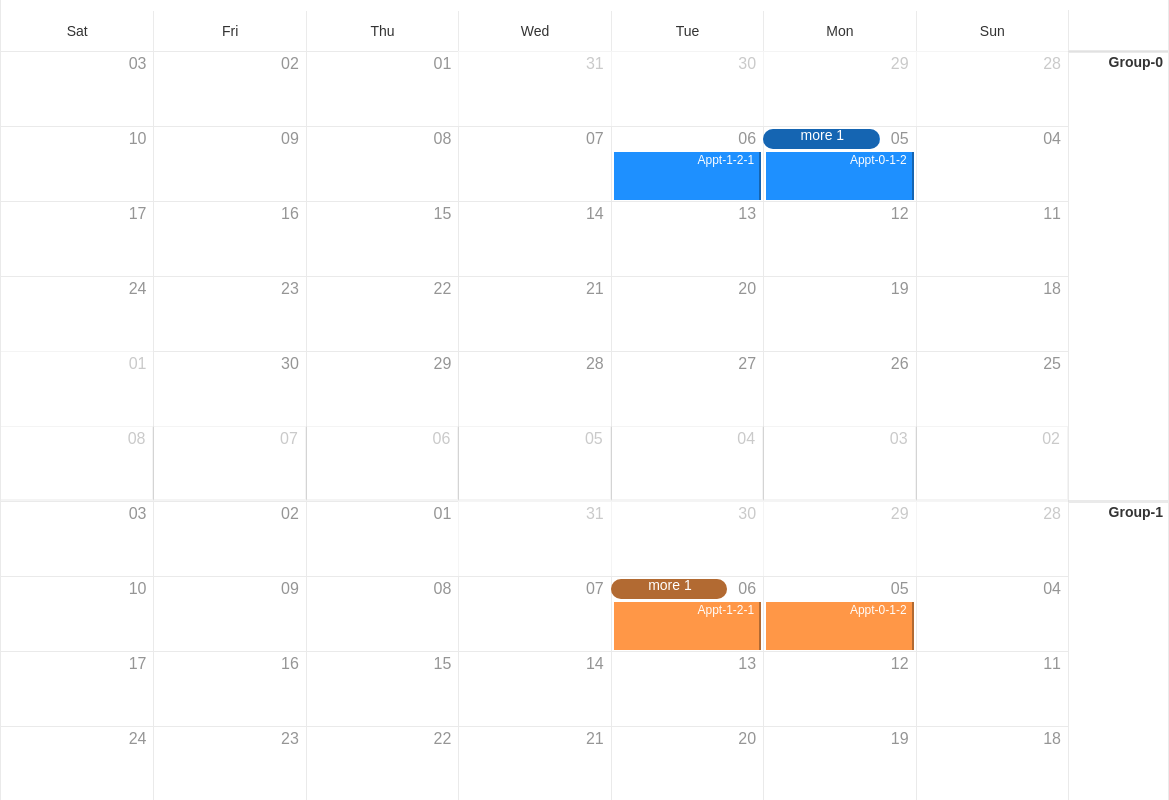 Sat Fri Thu Wed Tue Mon Sun
03 02 01 31 30 29 28 Group-0
10 09 08 07 06 more 1 05 04
Appt-1-2-1 Appt-0-1-2
17 16 15 14 13 12 11
24 23 22 21 20 19 18
01 30 29 28 27 26 25
08 07 06 05 04 03 02
03 02 01 31 30 29 28 Group-1
10 09 08 07 more 1 06 05 04
Appt-1-2-1 Appt-0-1-2
17 16 15 14 13 12 11
24 23 22 21 20 19 18